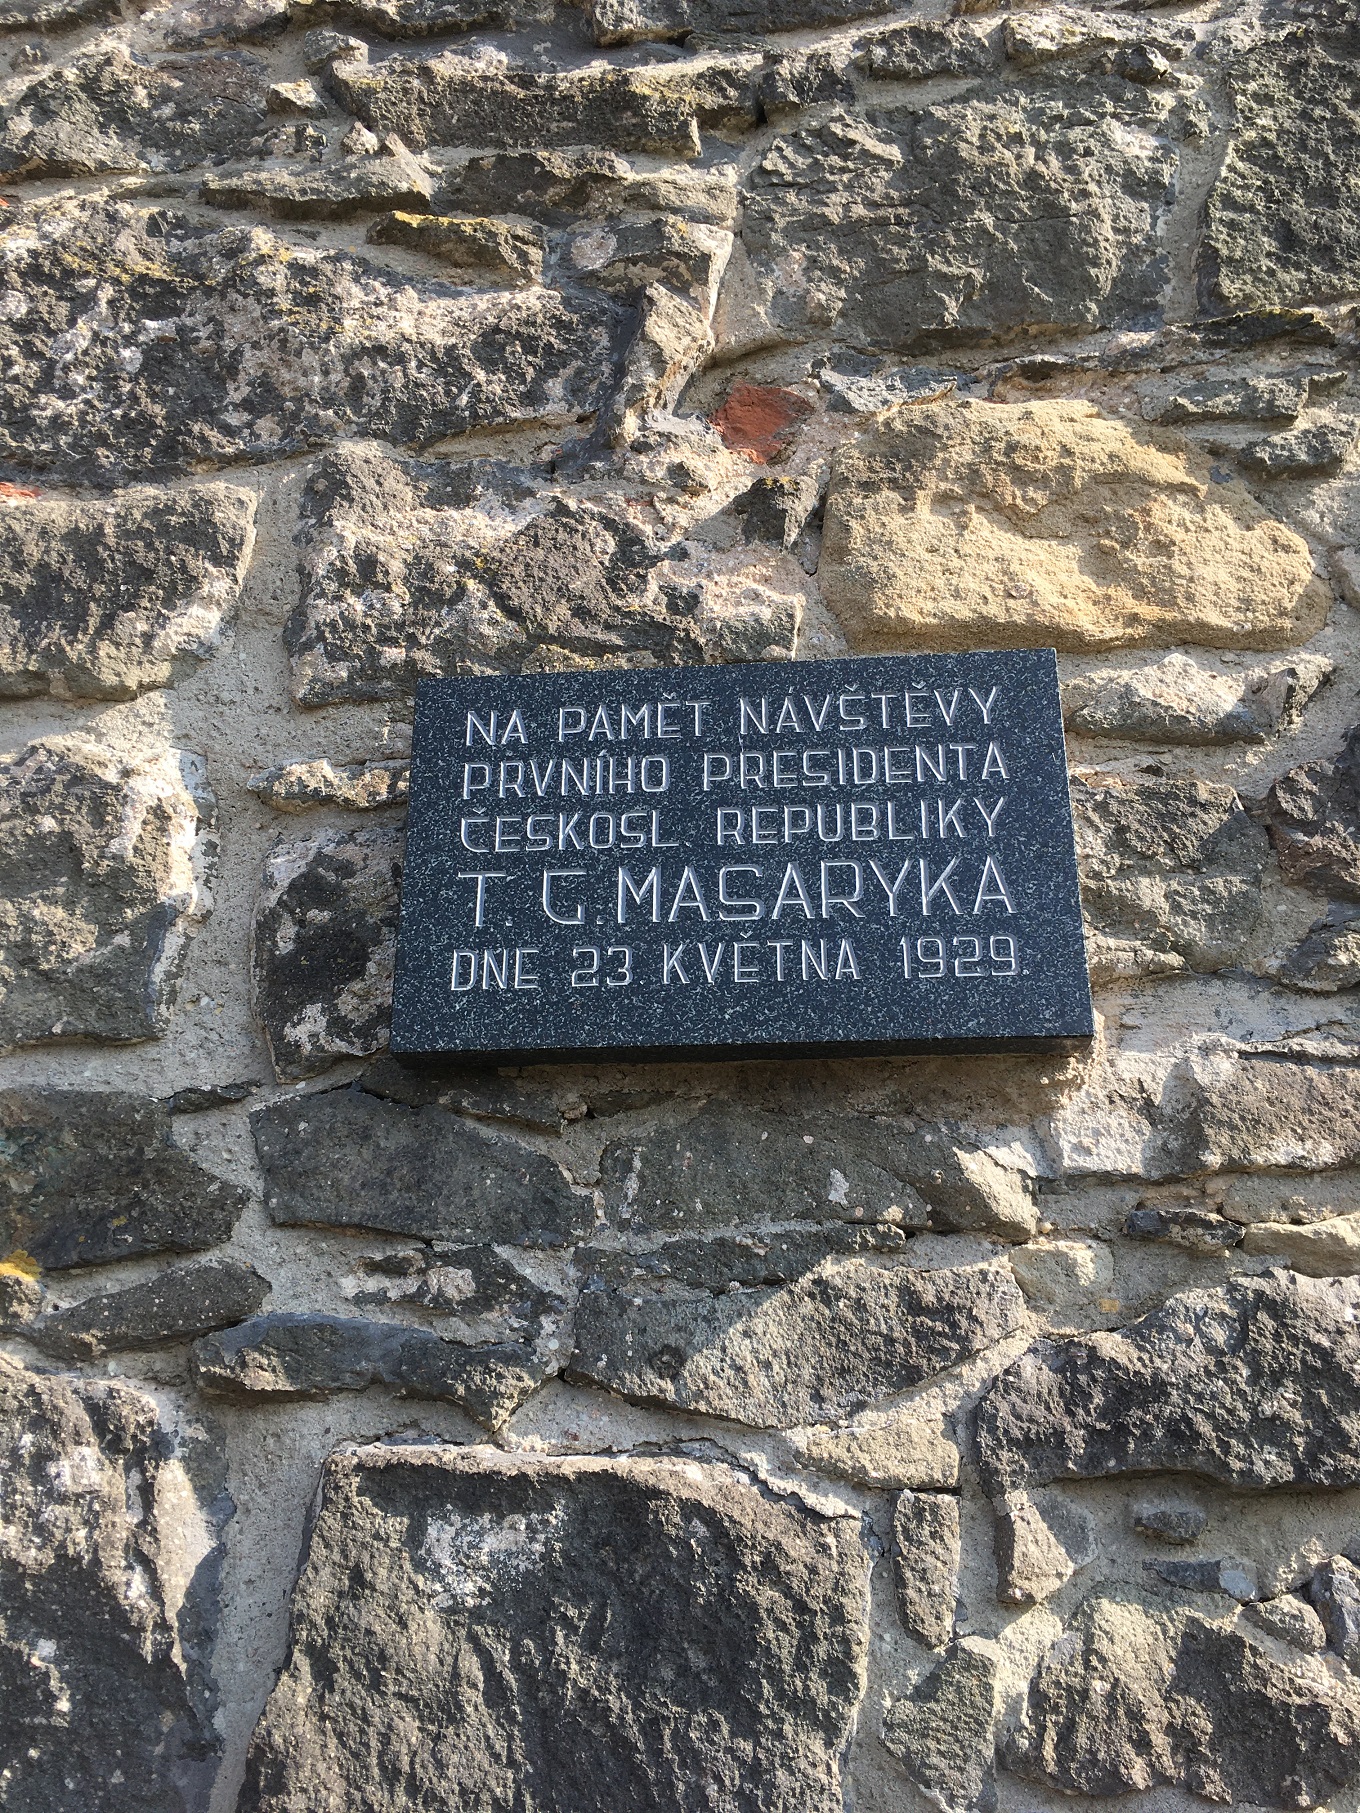 NA PAMĚT NÁVŠTĚVY
PRVNÍHO PRESIDENTA
ČESKOSL. REPUBLIKY
T. G. MASARYKA
DNE 23. KVĚTNA 1929.